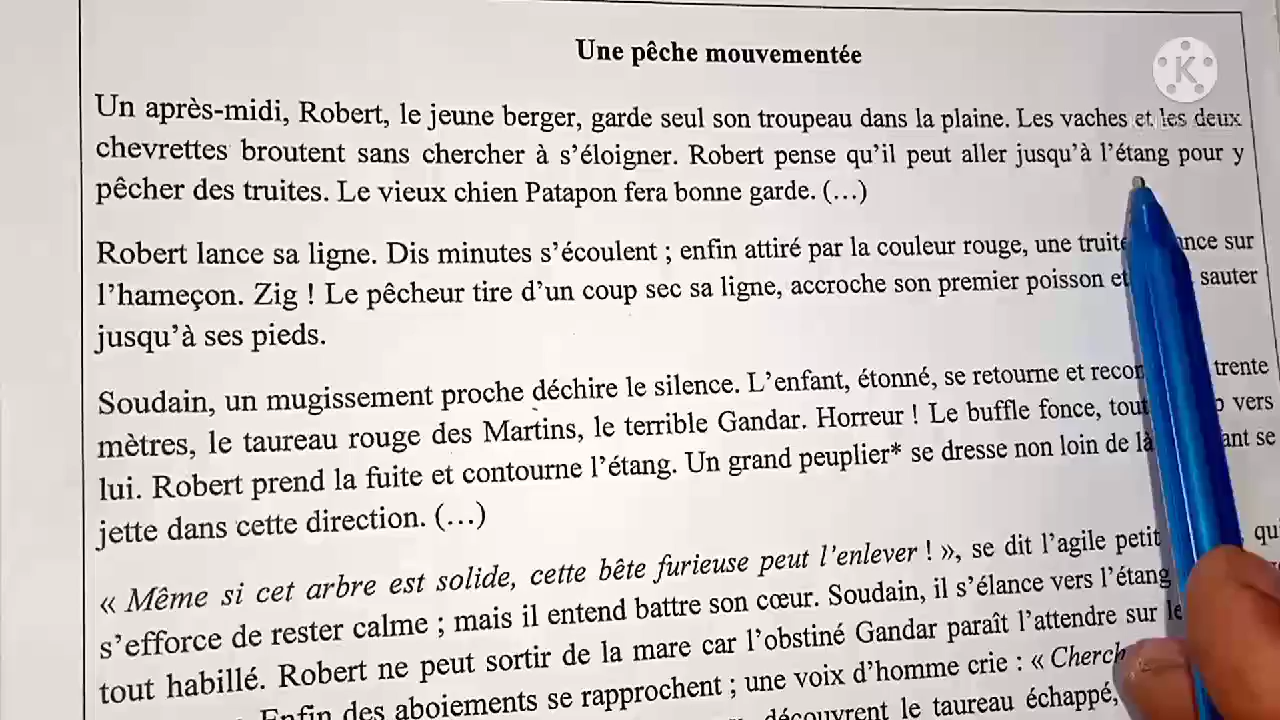 Une pêche mouvementée
K
Un après-midi, Robert, le jeune berger, garde seul son troupeau dans la plaine. Les vaches et les deux
chevrettes broutent sans chercher à s'éloigner. Robert pense qu'il peut aller jusqu'à l'étang pour y
pêcher des truites. Le vieux chien Patapon fera bonne garde. (…)
Robert lance sa ligne. Dis minutes s'écoulent ; enfin attiré par la couleur rouge, une truite sur
l'hameçon. Zig ! Le pêcheur tire d'un coup sec sa ligne, accroche son premier poisson et sauter
jusqu'à ses pieds.
Soudain, un mugissement proche déchire le silence. L'enfant, étonné, se retourne et trente
mètres, le taureau rouge des Martins, le terrible Gandar. Horreur ! Le buffle fonce, tout vers
lui. Robert prend la fuite et contourne l'étang. Un grand peuplier* se dresse non loin de là se
jette dans cette direction. (…)
« Même si cet arbre est solide, cette bête furieuse peut l'enlever ! », se dit l'agile petit
s'efforce de rester calme ; mais il entend battre son cœur. Soudain, il s'élance vers l'étang
tout habillé. Robert ne peut sortir de la mare car l'obstiné Gandar paraît l'attendre sur le
Enfin des aboiements se rapprochent ; une voix d'homme crie : «
découvrent le taureau échappé,